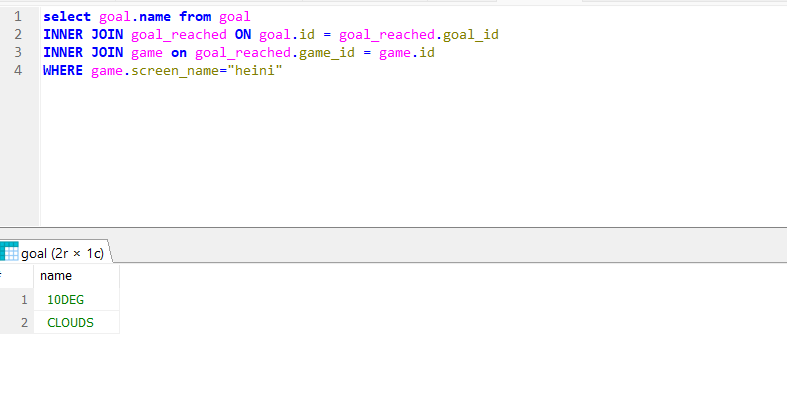 1 select goal.name from goal
2 INNER JOIN goal_reached ON goal.id = goal_reached.goal_id
3 INNER JOIN game on goal_reached.game_id = game.id
4 WHERE game.screen_name="heini"
goal (2r × 1c)
name
1 10DEG
2 CLOUDS